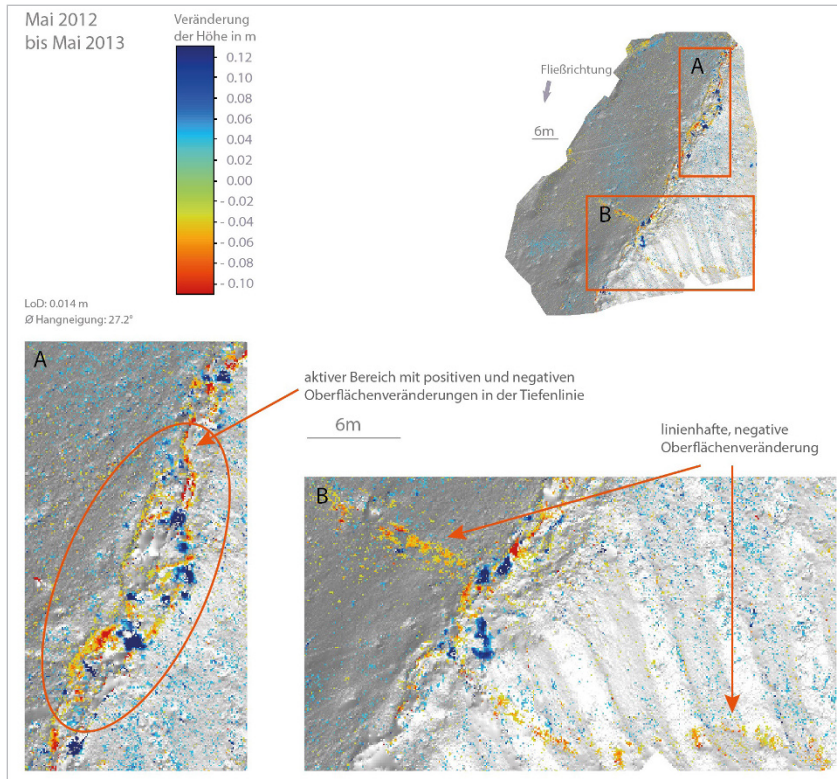 Mai 2012
bis Mai 2013
Veränderung
der Höhe in m
0.12
0.10
0.08
0.06
0.04
0.02
0.00
- 0.02
- 0.04
- 0.06
- 0.08
- 0.10
LoD: 0.014 m
Ø Hangneigung: 27.2°
Fließrichtung
6m
A
B
A
aktiver Bereich mit positiven und negativen
Oberflächenveränderungen in der Tiefenlinie
6m
linienhafte, negative
Oberflächenveränderung
B